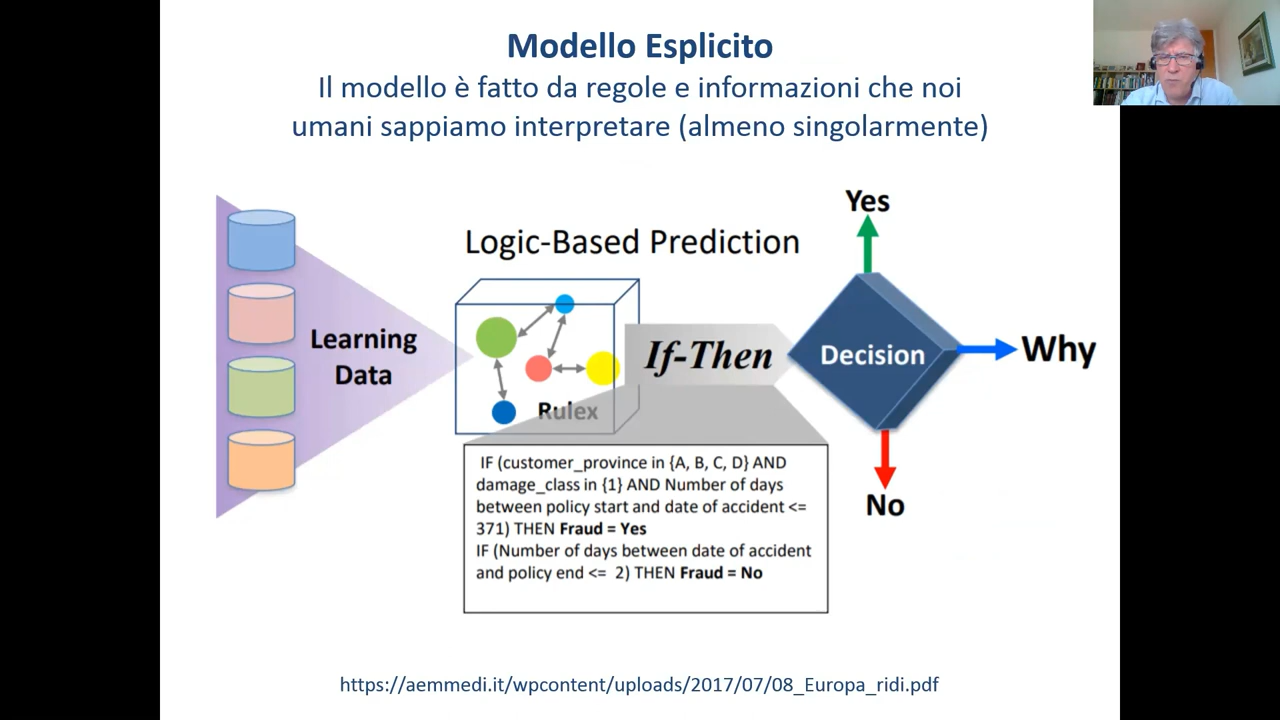 Modello Esplicito
Il modello è fatto da regole e informazioni che noi
umani sappiamo interpretare (almeno singolarmente)
Yes
Logic-Based Prediction
Learning
Data
If-Then
Decision
Why
Rulex
IF (customer_province in {A, B, C, D} AND
damage_class in {1} AND Number of days
between policy start and date of accident <=
371) THEN Fraud = Yes
IF (Number of days between date of accident
and policy end <= 2) THEN Fraud = No
No
https://aemmedi.it/wpcontent/uploads/2017/07/08_Europa_ridi.pdf